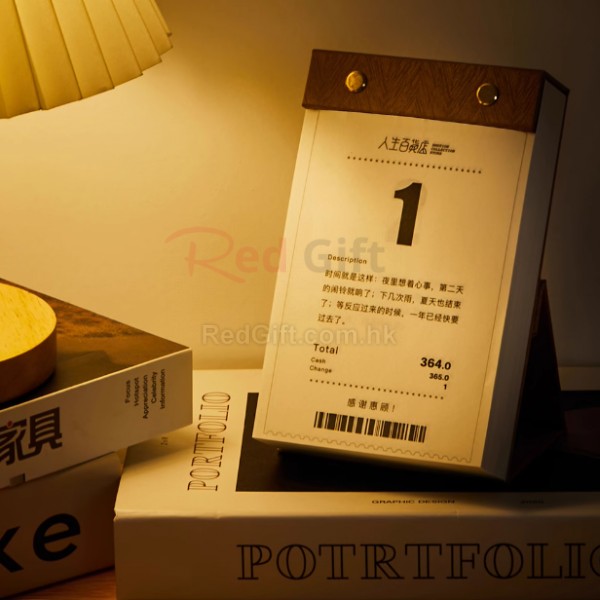 人生百货店
1
Description
时间就是这样：夜里想着心事，第二天
的闹铃就响了；下几次雨，夏天也结束
了；等反应过来的时候，一年已经快要
过去了。
Total 364.0
Cash 365.0
Change 1
感谢惠顾！
Red Gift
RedGift.com.hk
Focus
Hotspot
Appreciation
Celebrity
Information
家具
ke
PORTFOLIO
GRAPHIC DESIGN
POTRTFOLIO